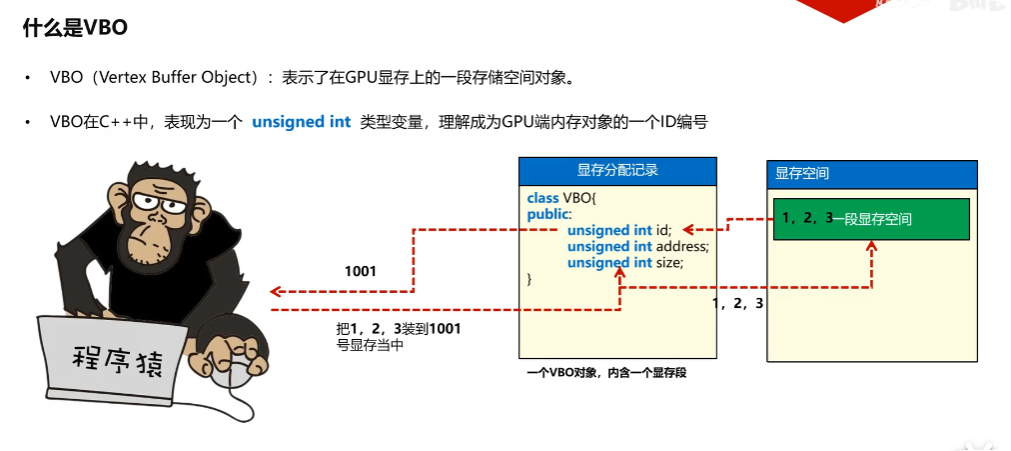 什么是VBO
• VBO（Vertex Buffer Object）：表示了在GPU显存上的一段存储空间对象。
• VBO在C++中，表现为一个 unsigned int 类型变量，理解成为GPU端内存对象的一个ID编号
显存分配记录
class VBO{
public:
unsigned int id;
unsigned int address;
unsigned int size;
}
显存空间
1，2，3一段显存空间
1001
1，2，3
把1，2，3装到1001
号显存当中
程序猿
一个VBO对象，内含一个显存段